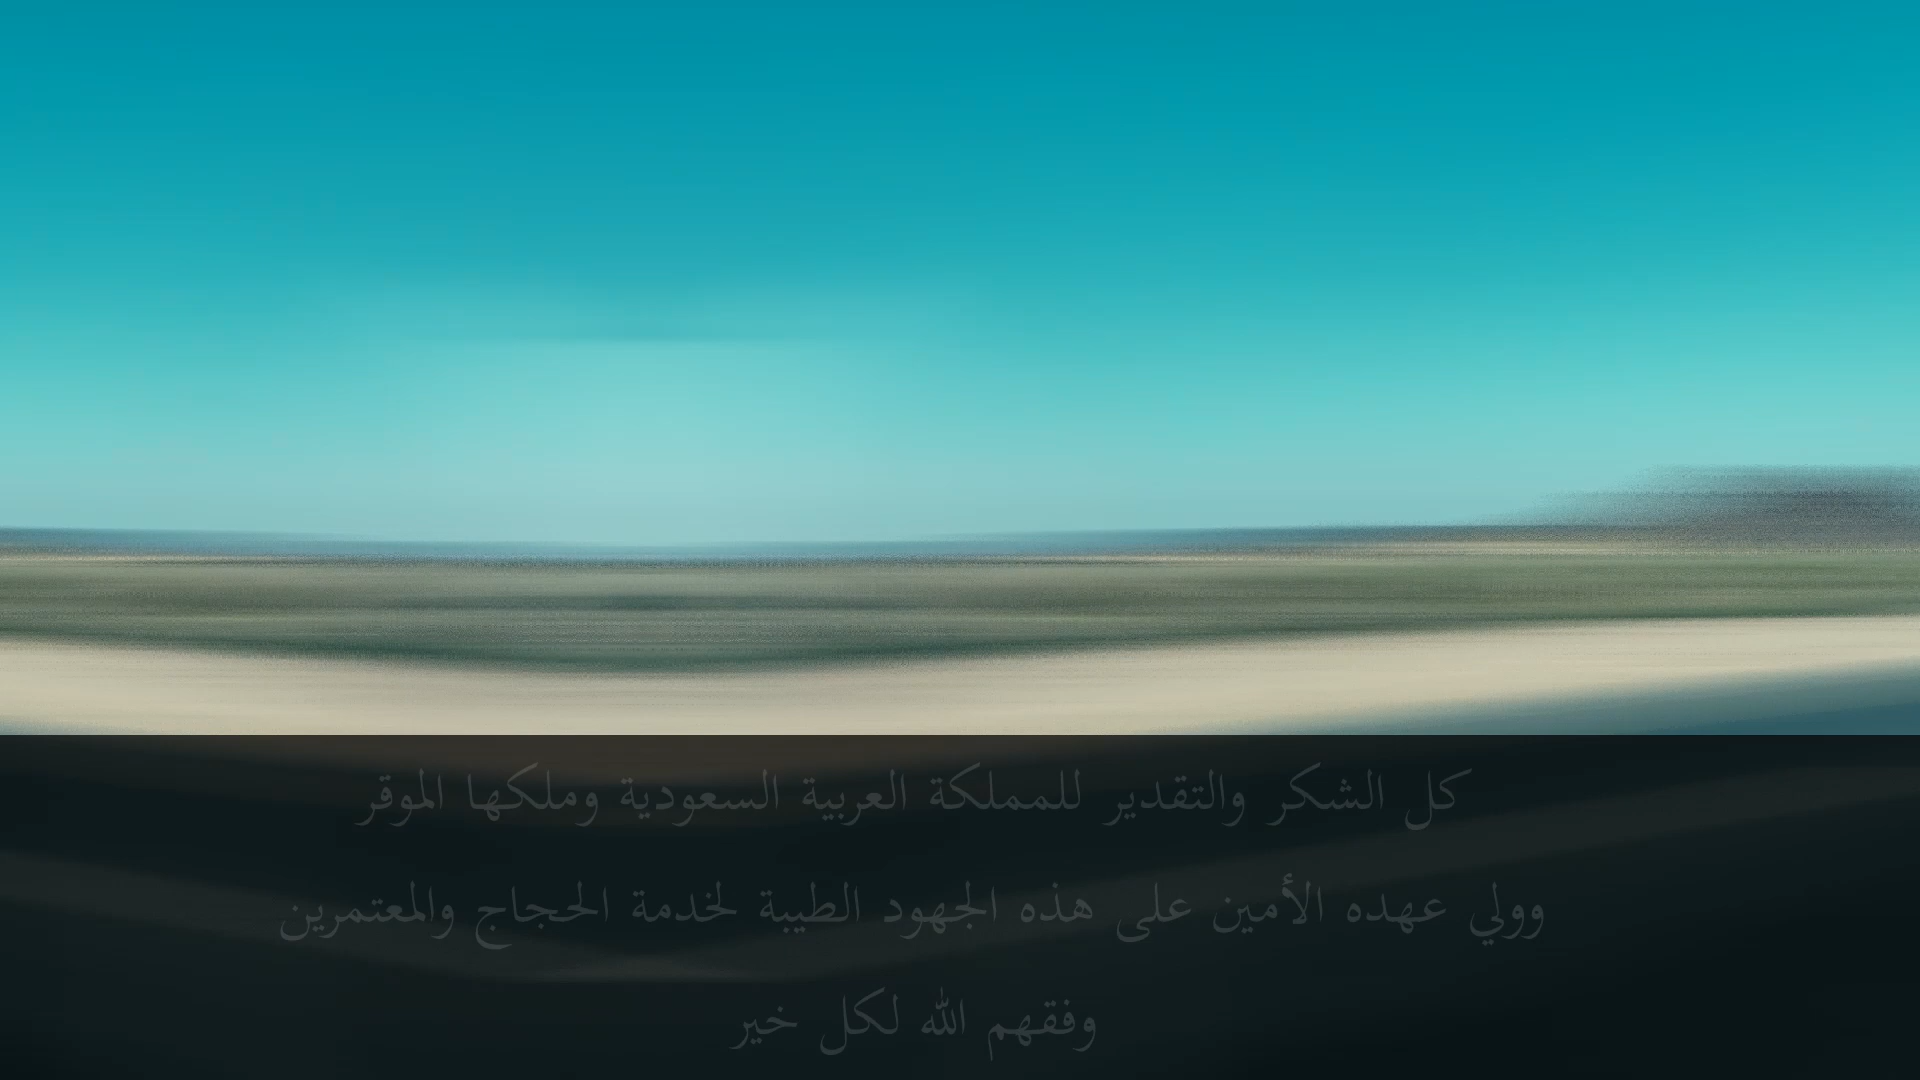 كل الشكر والتقدير للمملكة العربية السعودية وملكها الموقر
وولي عهده الأمين على هذه الجهود الطيبة لخدمة الحجاج والمعتمرين
وفقهم الله لكل خير